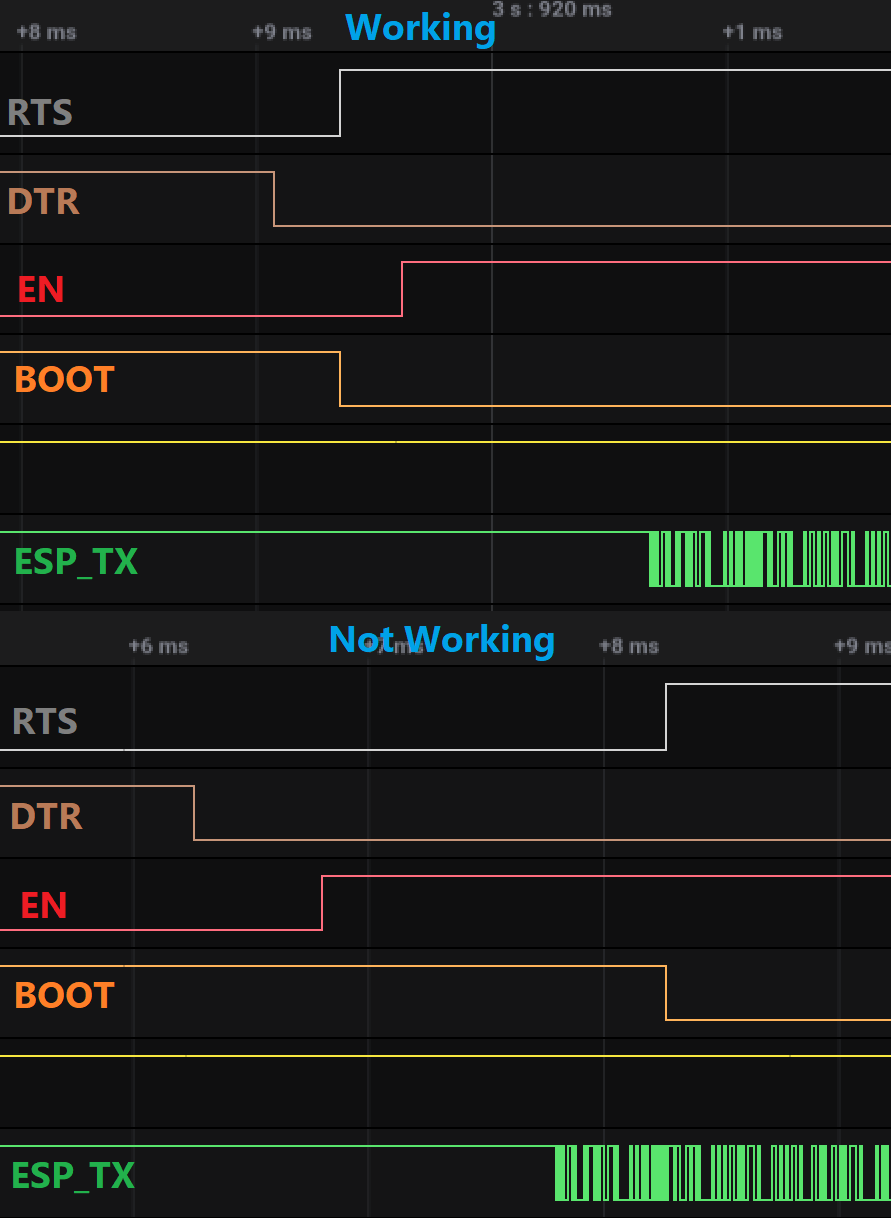 3 s : 920 ms
+8 ms
+9 ms
Working
+1 ms
RTS
DTR
EN
BOOT
ESP_TX
+6 ms
+7 ms
Not Working
+8 ms
+9 ms
RTS
DTR
EN
BOOT
ESP_TX